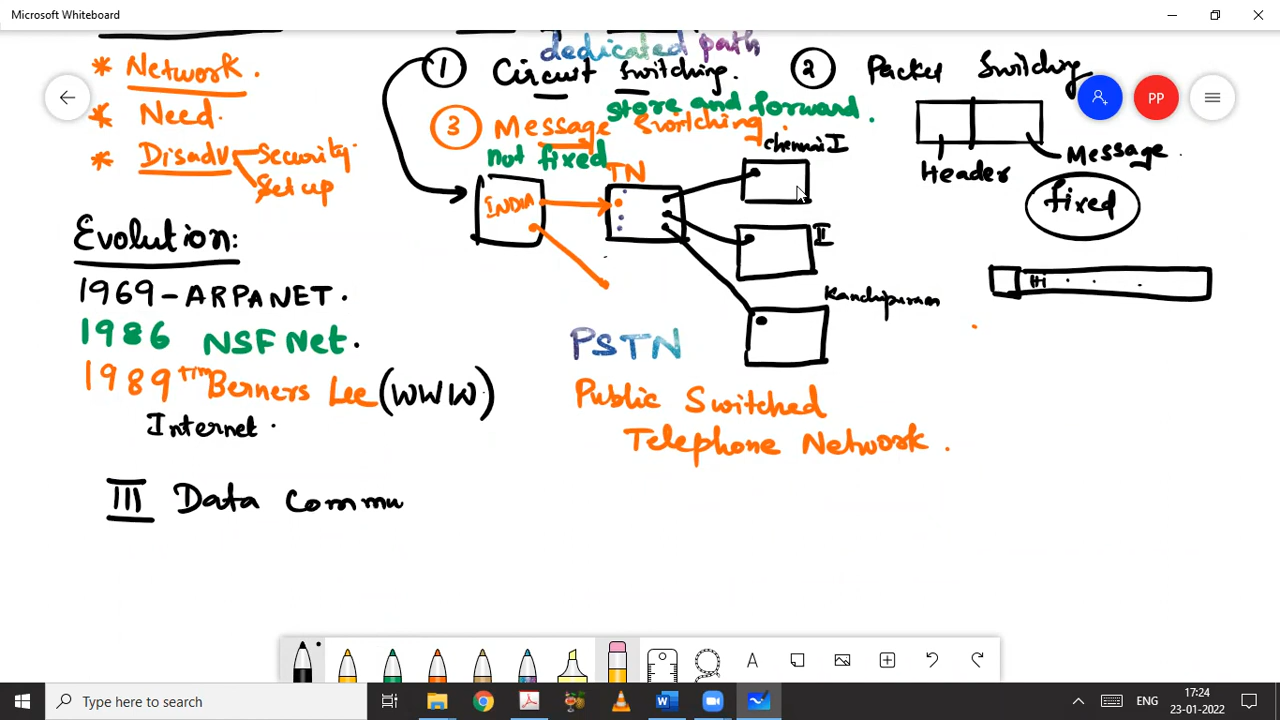 Microsoft Whiteboard
* Network.
* Need.
* Disadv
Security
Set up
Evolution:
1969-ARPANET.
1986 NSFNet.
1989 Tim Berners Lee (WWW)
Internet.
III Data Commu
dedicated path
1 Circuit Switching.
store and forward.
3 Message Switching.
not fixed
INDIA
TN
Chennai I
II
Kanchipuram
PSTN
Public Switched
Telephone Network.
2 Packet Switching
Header
Message.
fixed
Hi . . .
PP
A
Type here to search
ENG
17:24
23-01-2022